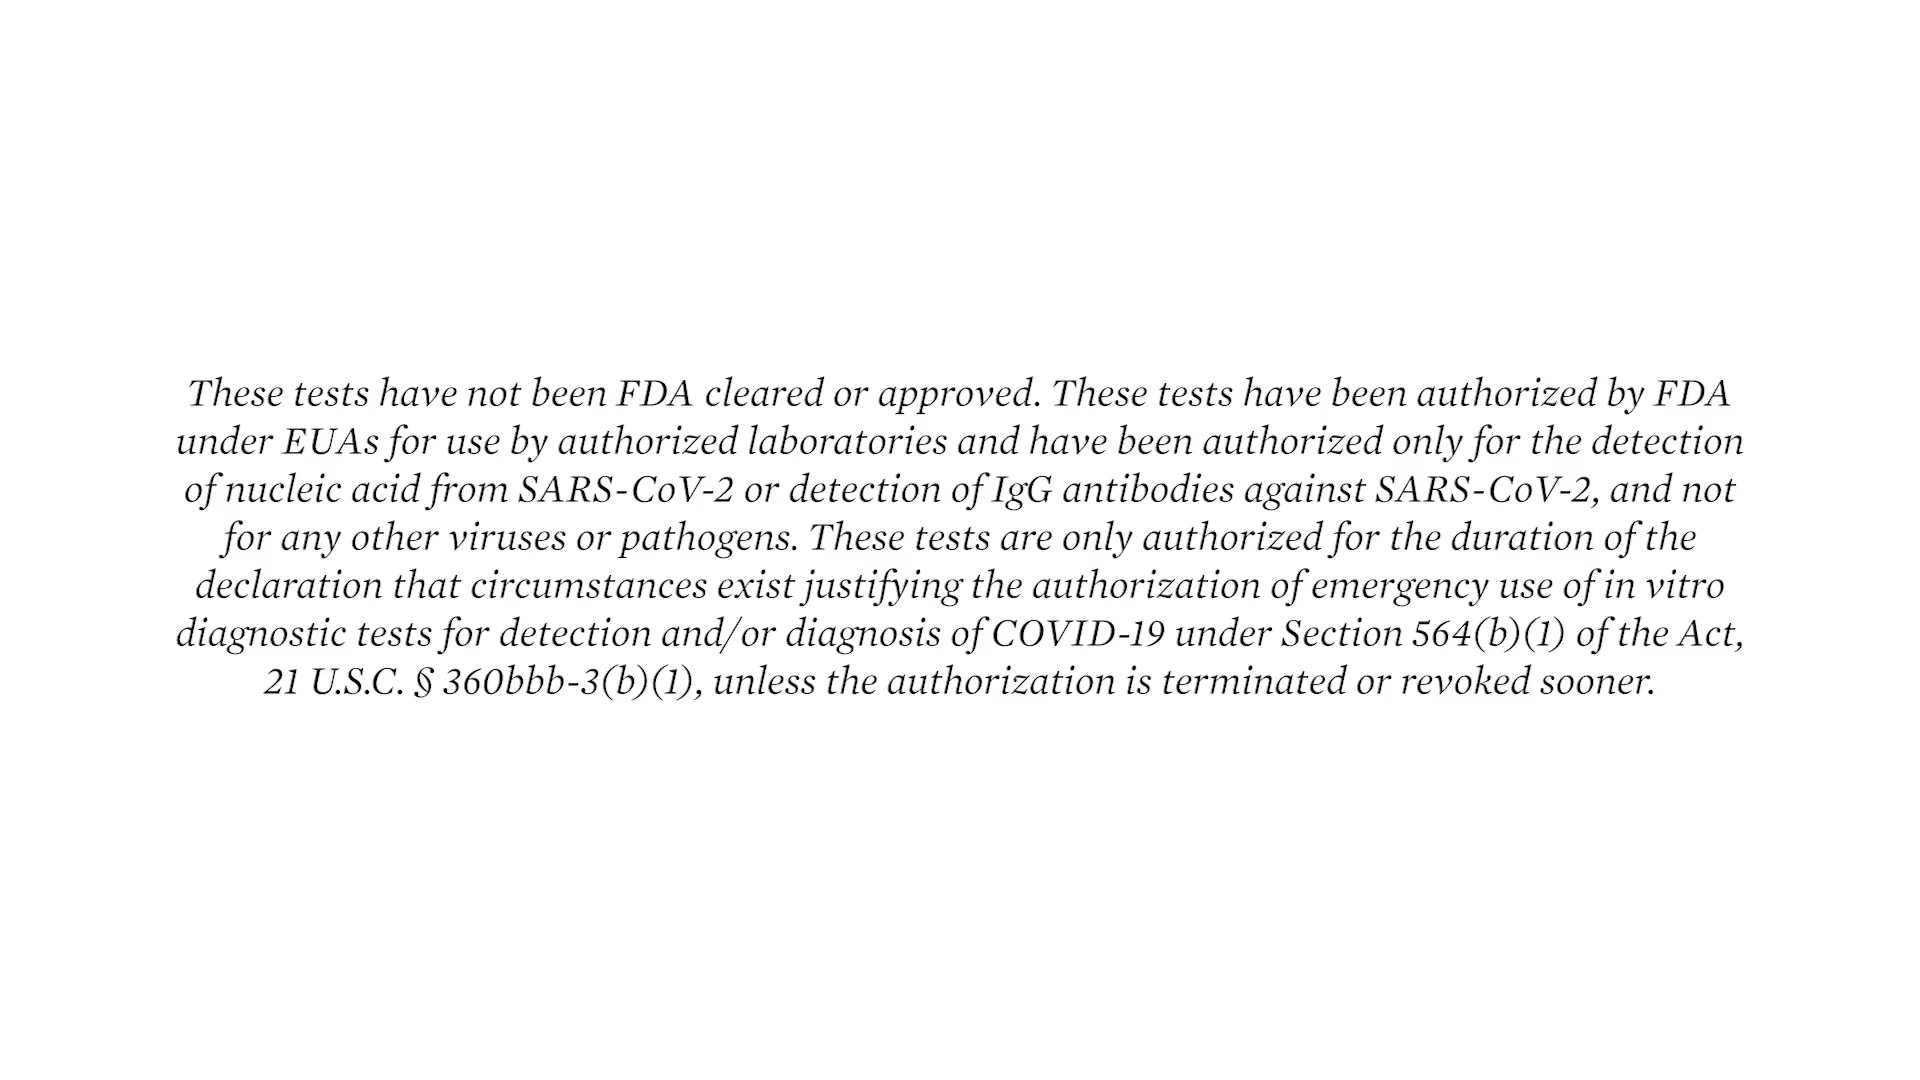 These tests have not been FDA cleared or approved. These tests have been authorized by FDA
under EUAs for use by authorized laboratories and have been authorized only for the detection
of nucleic acid from SARS-CoV-2 or detection of IgG antibodies against SARS-CoV-2, and not
for any other viruses or pathogens. These tests are only authorized for the duration of the
declaration that circumstances exist justifying the authorization of emergency use of in vitro
diagnostic tests for detection and/or diagnosis of COVID-19 under Section 564(b)(1) of the Act,
21 U.S.C. § 360bbb-3(b)(1), unless the authorization is terminated or revoked sooner.